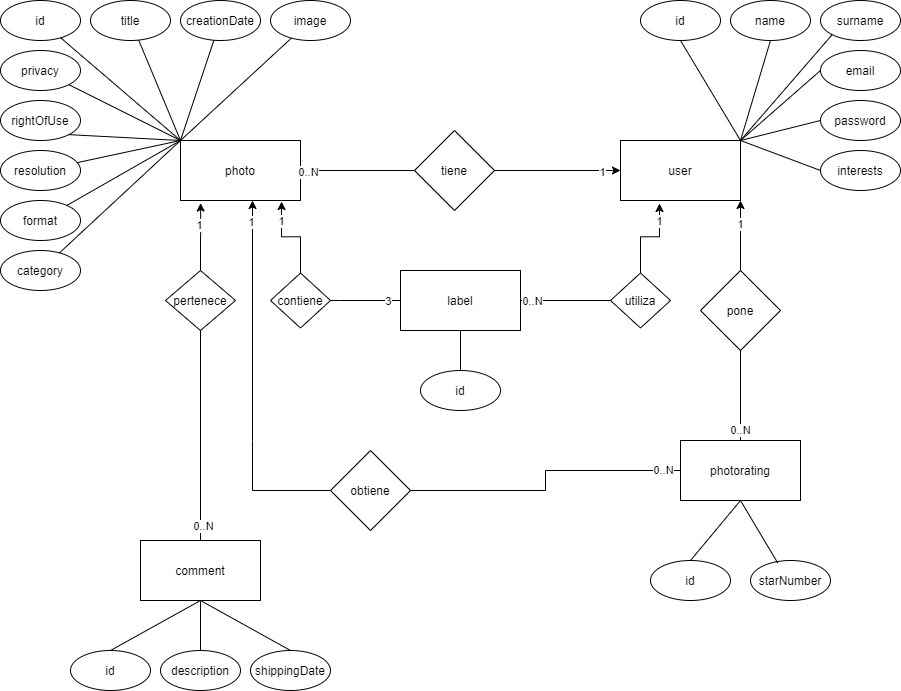 id
title
creationDate
image
id
name
surname
privacy
email
rightOfUse
password
photo
0..N
tiene
1
user
resolution
interests
format
1
1
1
1
1
category
pertenece
contiene
3
label
0..N
utiliza
pone
id
0..N
photorating
obtiene
0..N
0..N
comment
id
starNumber
id
description
shippingDate